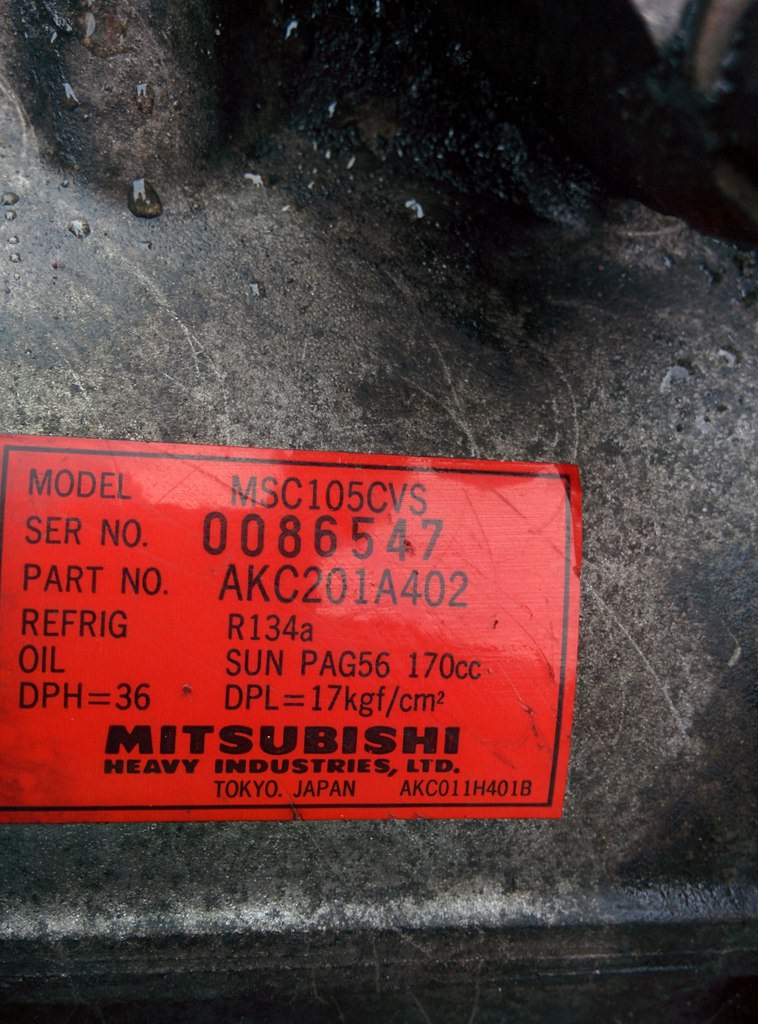 MODEL MSC105CVS
SER NO. 0086547
PART NO. AKC201A402
REFRIG R134a
OIL SUN PAG56 170cc
DPH=36 DPL=17kgf/cm²
MITSUBISHI
HEAVY INDUSTRIES, LTD.
TOKYO. JAPAN AKC011H401B